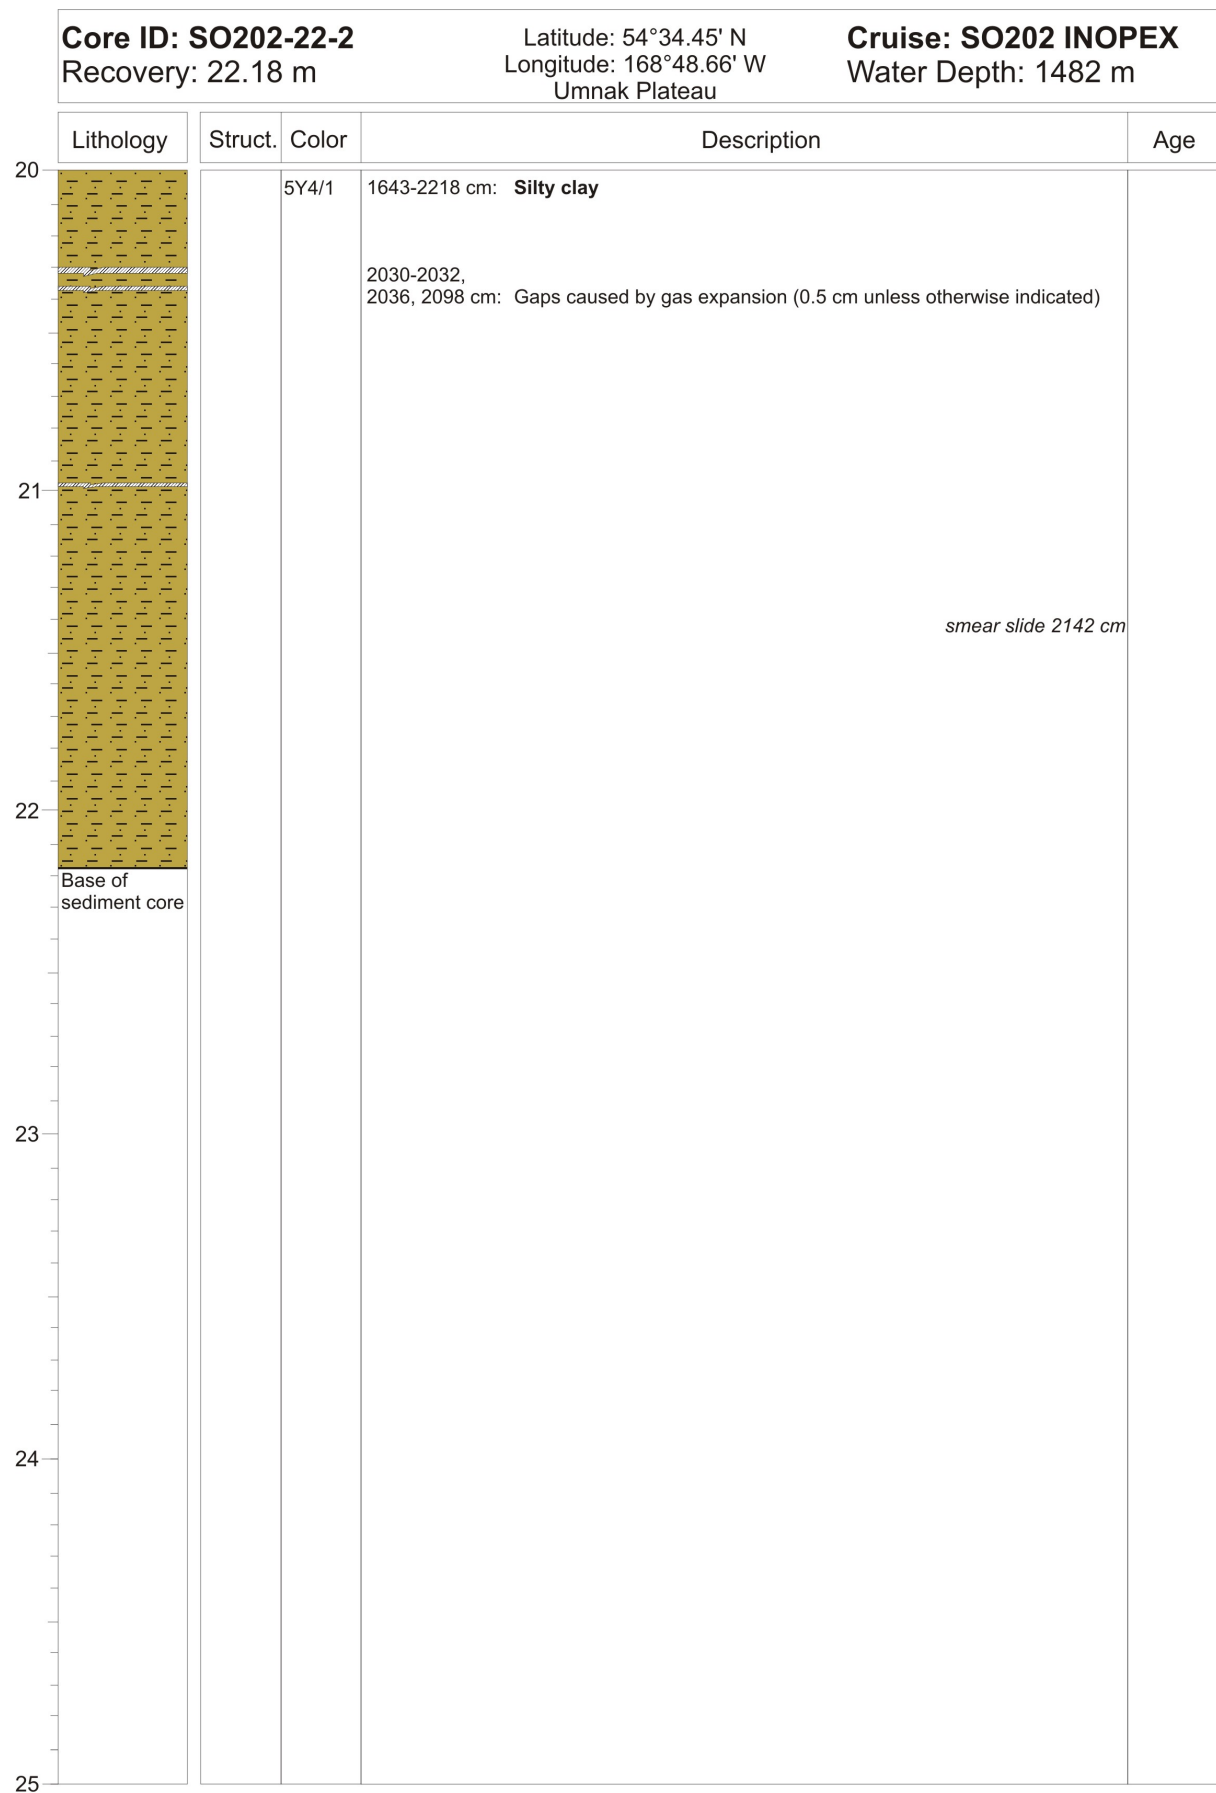 Core ID: SO202-22-2
Recovery: 22.18 m
Latitude: 54°34.45' N
Longitude: 168°48.66' W
Umnak Plateau
Cruise: SO202 INOPEX
Water Depth: 1482 m
Lithology Struct. Color Description Age
20
5Y4/1 1643-2218 cm: Silty clay
2030-2032,
2036, 2098 cm: Gaps caused by gas expansion (0.5 cm unless otherwise indicated)
21
smear slide 2142 cm
22
Base of
sediment core
23
24
25